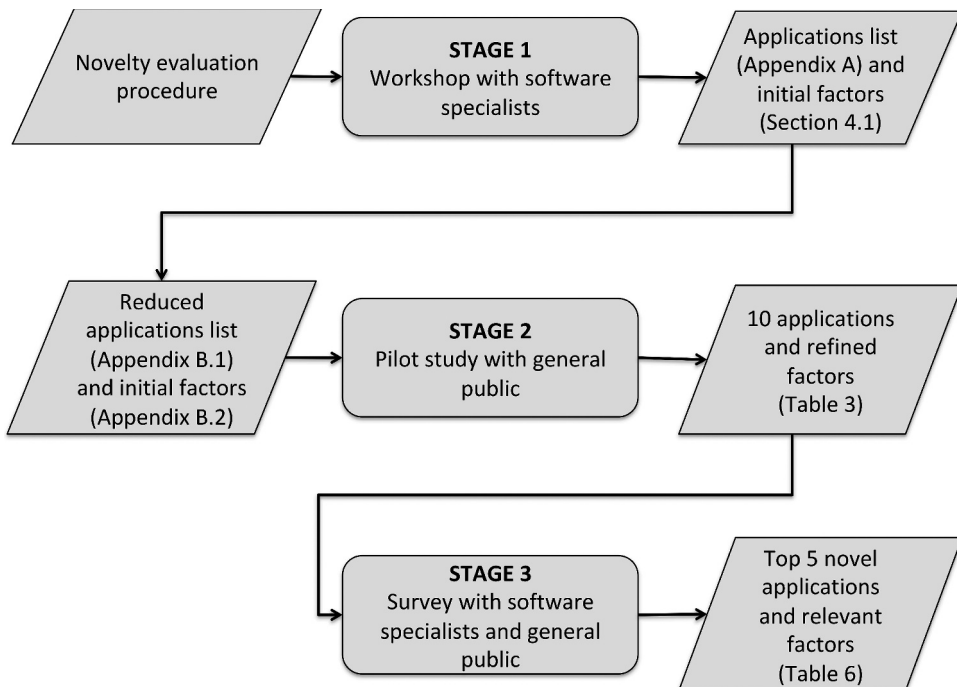 Novelty evaluation
procedure
STAGE 1
Workshop with software
specialists
Applications list
(Appendix A) and
initial factors
(Section 4.1)
Reduced
applications list
(Appendix B.1)
and initial factors
(Appendix B.2)
STAGE 2
Pilot study with general
public
10 applications
and refined
factors
(Table 3)
STAGE 3
Survey with software
specialists and general
public
Top 5 novel
applications
and relevant
factors
(Table 6)